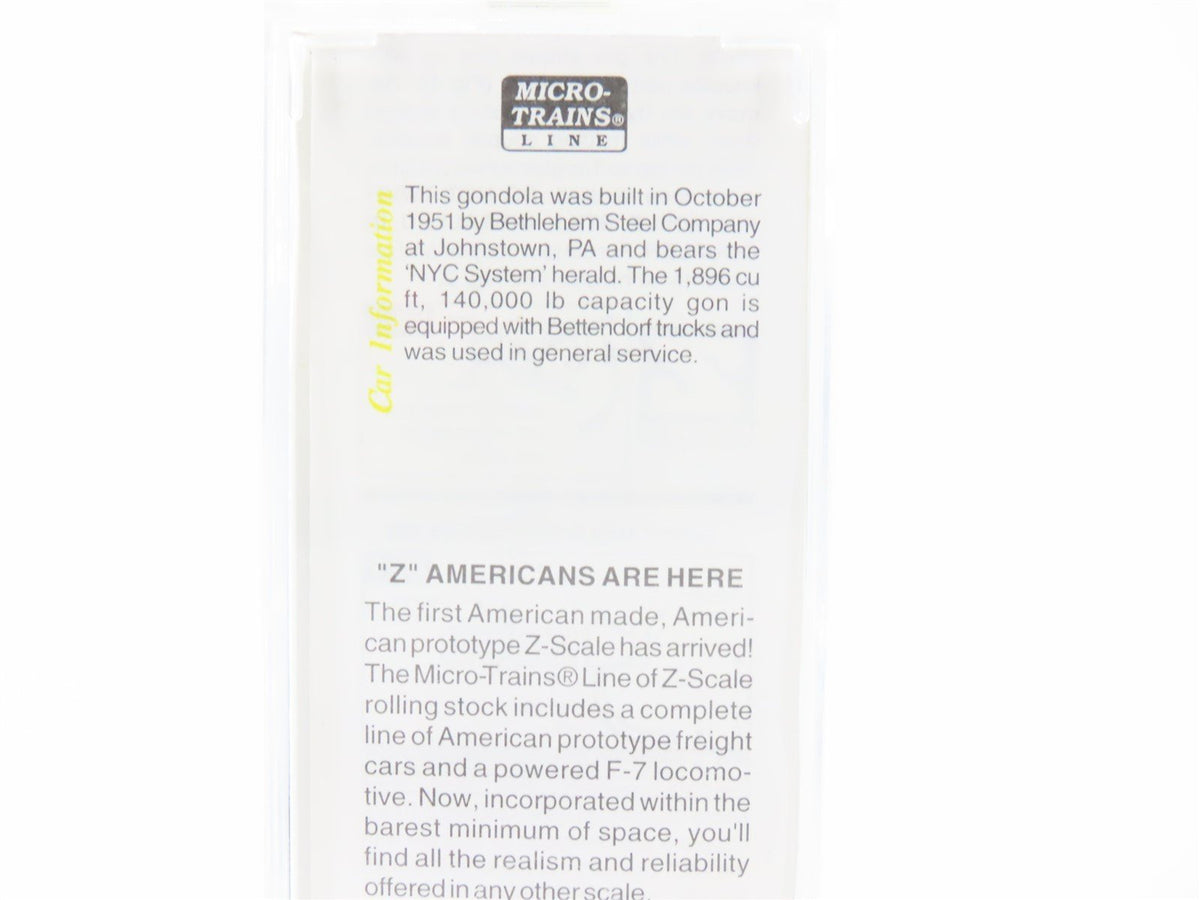 MICRO-
TRAINS®
LINE
Car Information
This gondola was built in October
1951 by Bethlehem Steel Company
at Johnstown, PA and bears the
'NYC System' herald. The 1,896 cu
ft, 140,000 lb capacity gon is
equipped with Bettendorf trucks and
was used in general service.
"Z" AMERICANS ARE HERE
The first American made, Ameri-
can prototype Z-Scale has arrived!
The Micro-Trains® Line of Z-Scale
rolling stock includes a complete
line of American prototype freight
cars and a powered F-7 locomo-
tive. Now, incorporated within the
barest minimum of space, you'll
find all the realism and reliability
offered in any other scale.